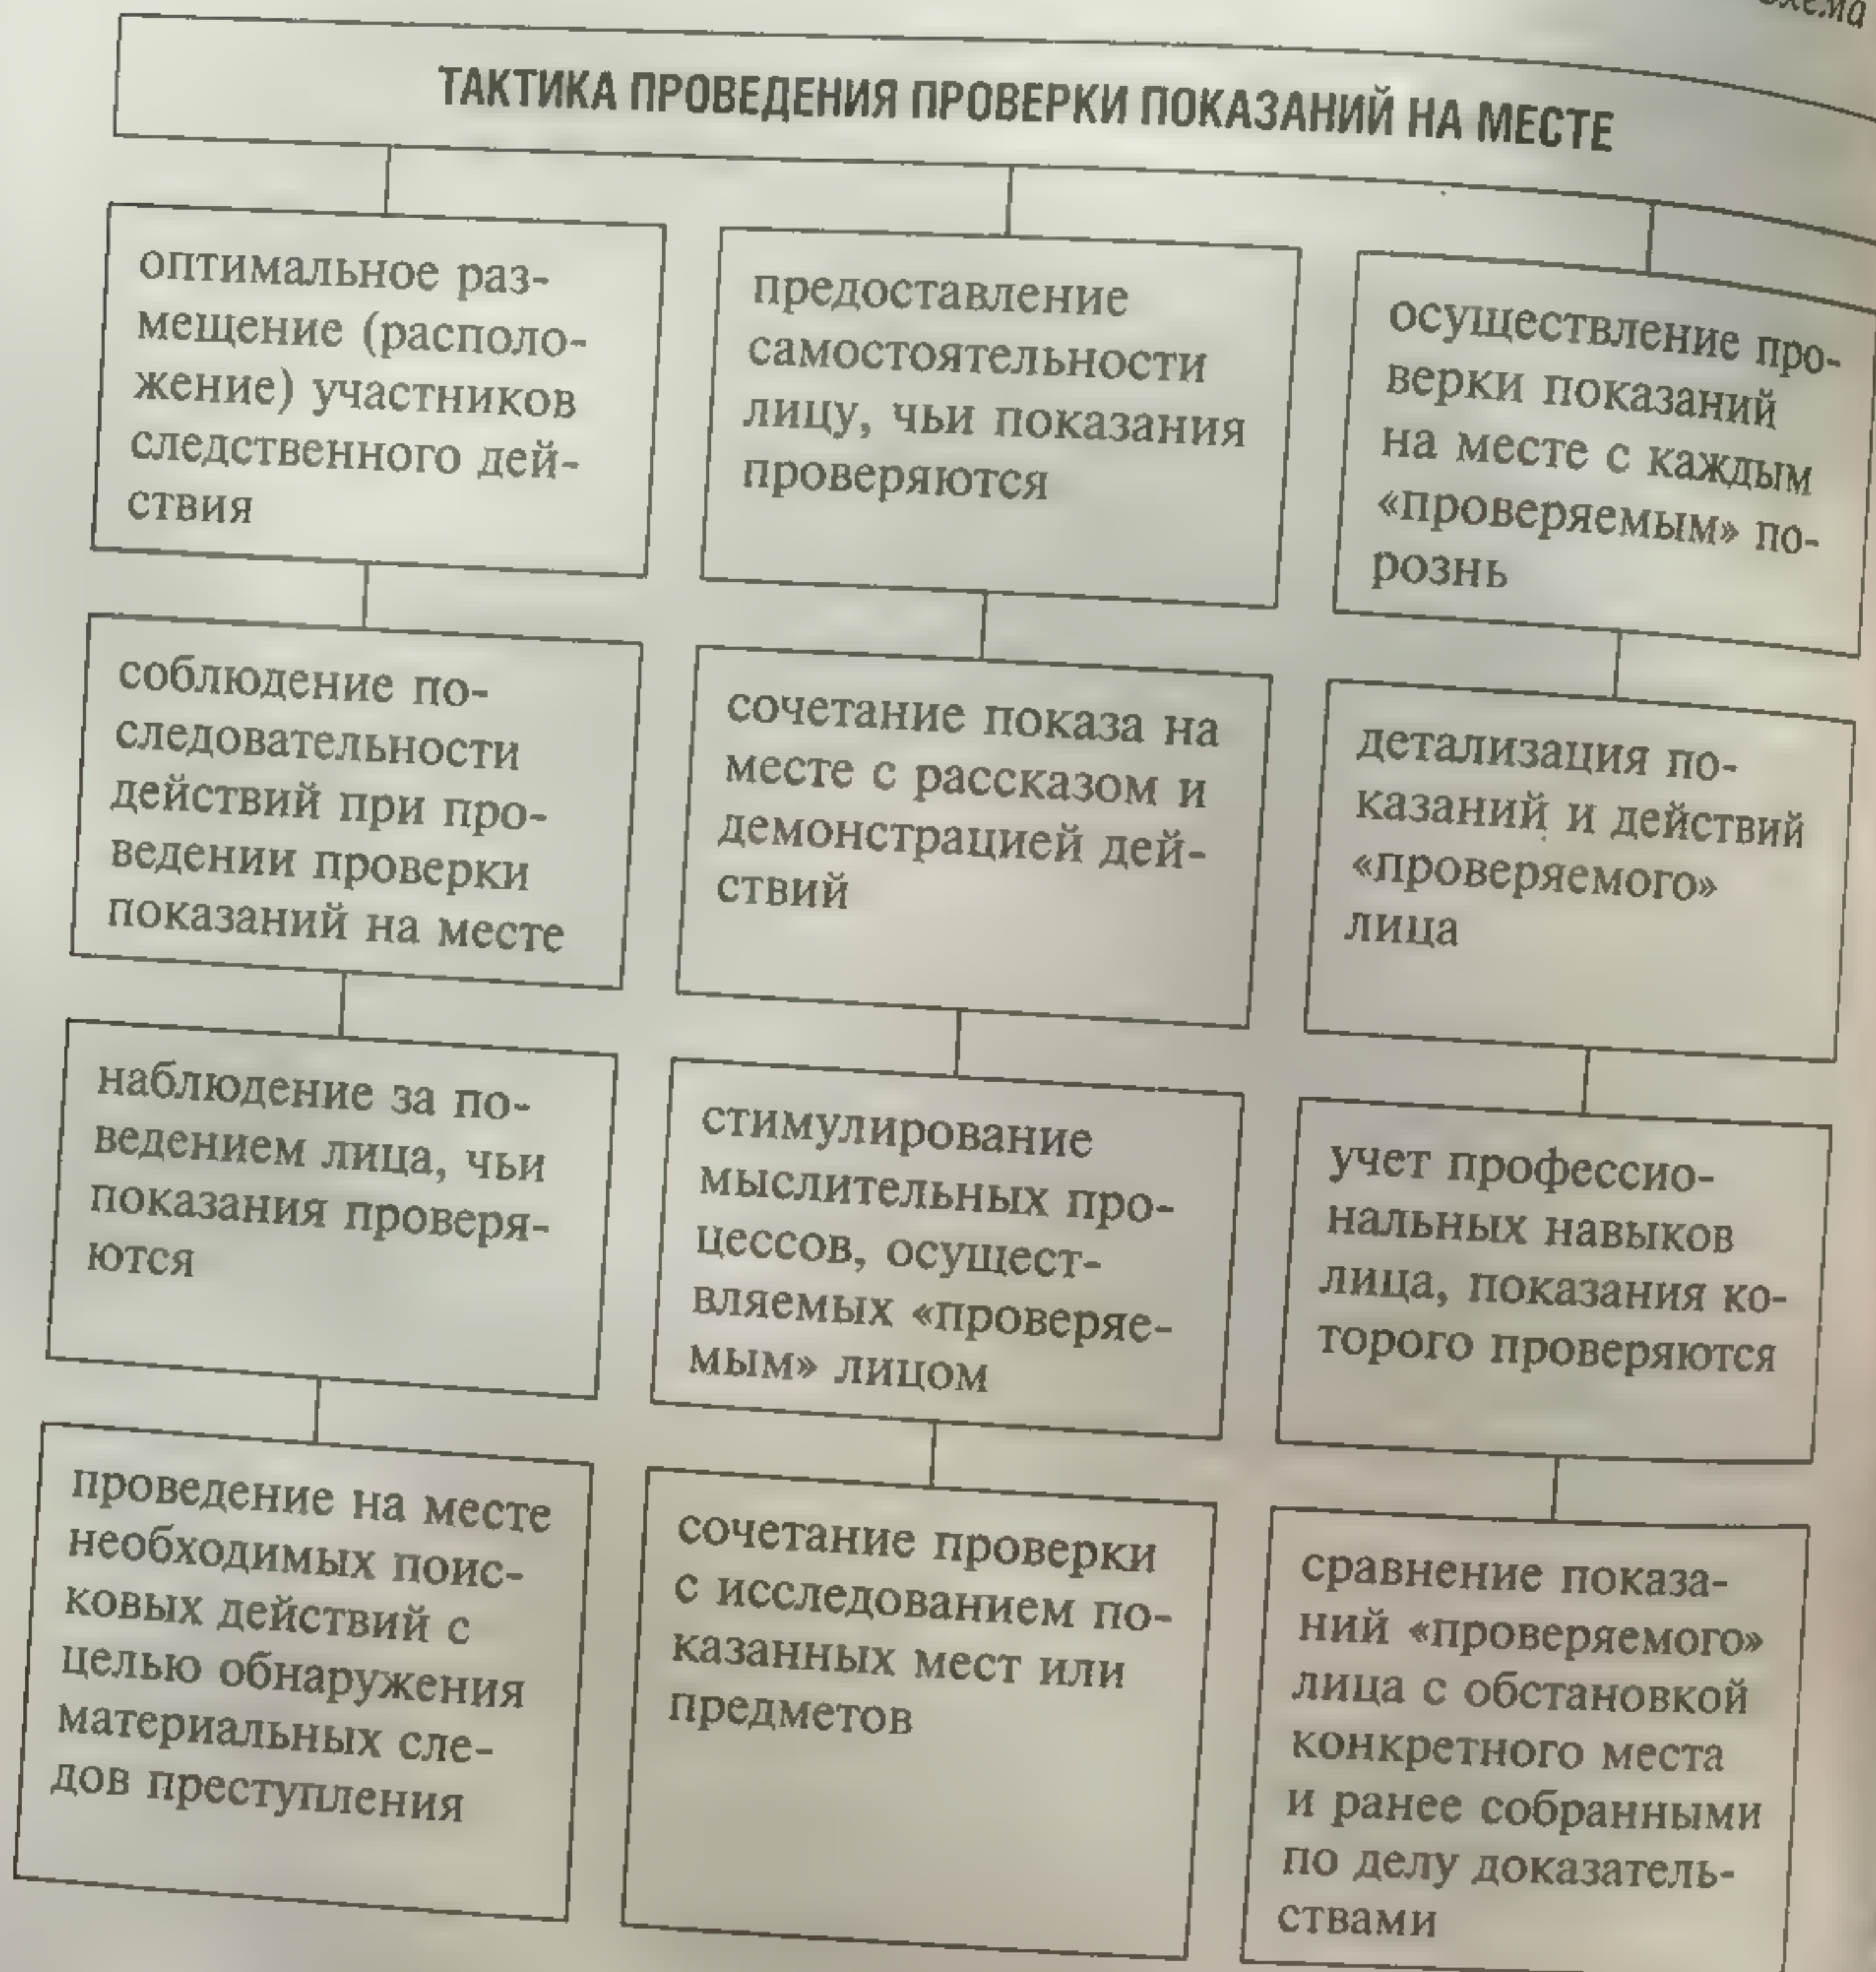 схема
ТАКТИКА ПРОВЕДЕНИЯ ПРОВЕРКИ ПОКАЗАНИЙ НА МЕСТЕ
оптимальное раз-
мещение (располо-
жение) участников
следственного дей-
ствия
предоставление
самостоятельности
лицу, чьи показания
проверяются
осуществление про-
верки показаний
на месте с каждым
«проверяемым» по-
рознь
соблюдение по-
следовательности
действий при про-
ведении проверки
показаний на месте
сочетание показа на
месте с рассказом и
демонстрацией дей-
ствий
детализация по-
казаний и действий
«проверяемого»
лица
наблюдение за по-
ведением лица, чьи
показания проверя-
ются
стимулирование
мыслительных про-
цессов, осущест-
вляемых «проверяе-
мым» лицом
учет профессио-
нальных навыков
лица, показания ко-
торого проверяются
проведение на месте
необходимых поис-
ковых действий с
целью обнаружения
материальных сле-
дов преступления
сочетание проверки
с исследованием по-
казанных мест или
предметов
сравнение показа-
ний «проверяемого»
лица с обстановкой
конкретного места
и ранее собранными
по делу доказатель-
ствами